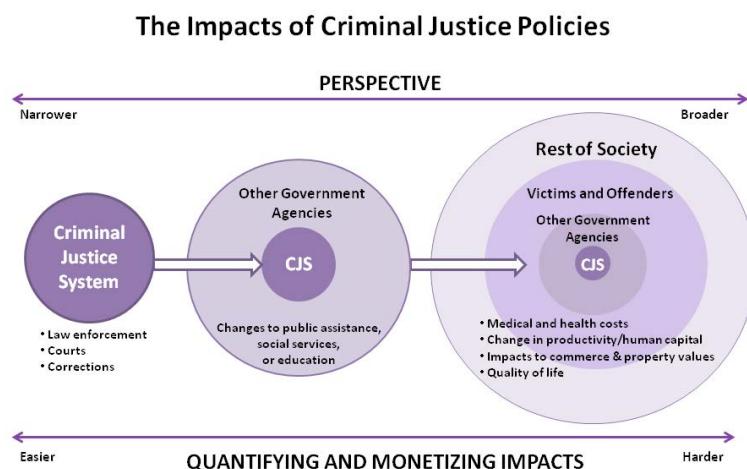 The Impacts of Criminal Justice Policies
PERSPECTIVE
Narrower
Broader
Criminal
Justice
System
• Law enforcement
• Courts
• Corrections
Other Government
Agencies
CJS
Changes to public assistance,
social services,
or education
Rest of Society
Victims and Offenders
Other Government
Agencies
CJS
• Medical and health costs
• Change in productivity/human capital
• Impacts to commerce & property values
• Quality of life
Easier
QUANTIFYING AND MONETIZING IMPACTS
Harder